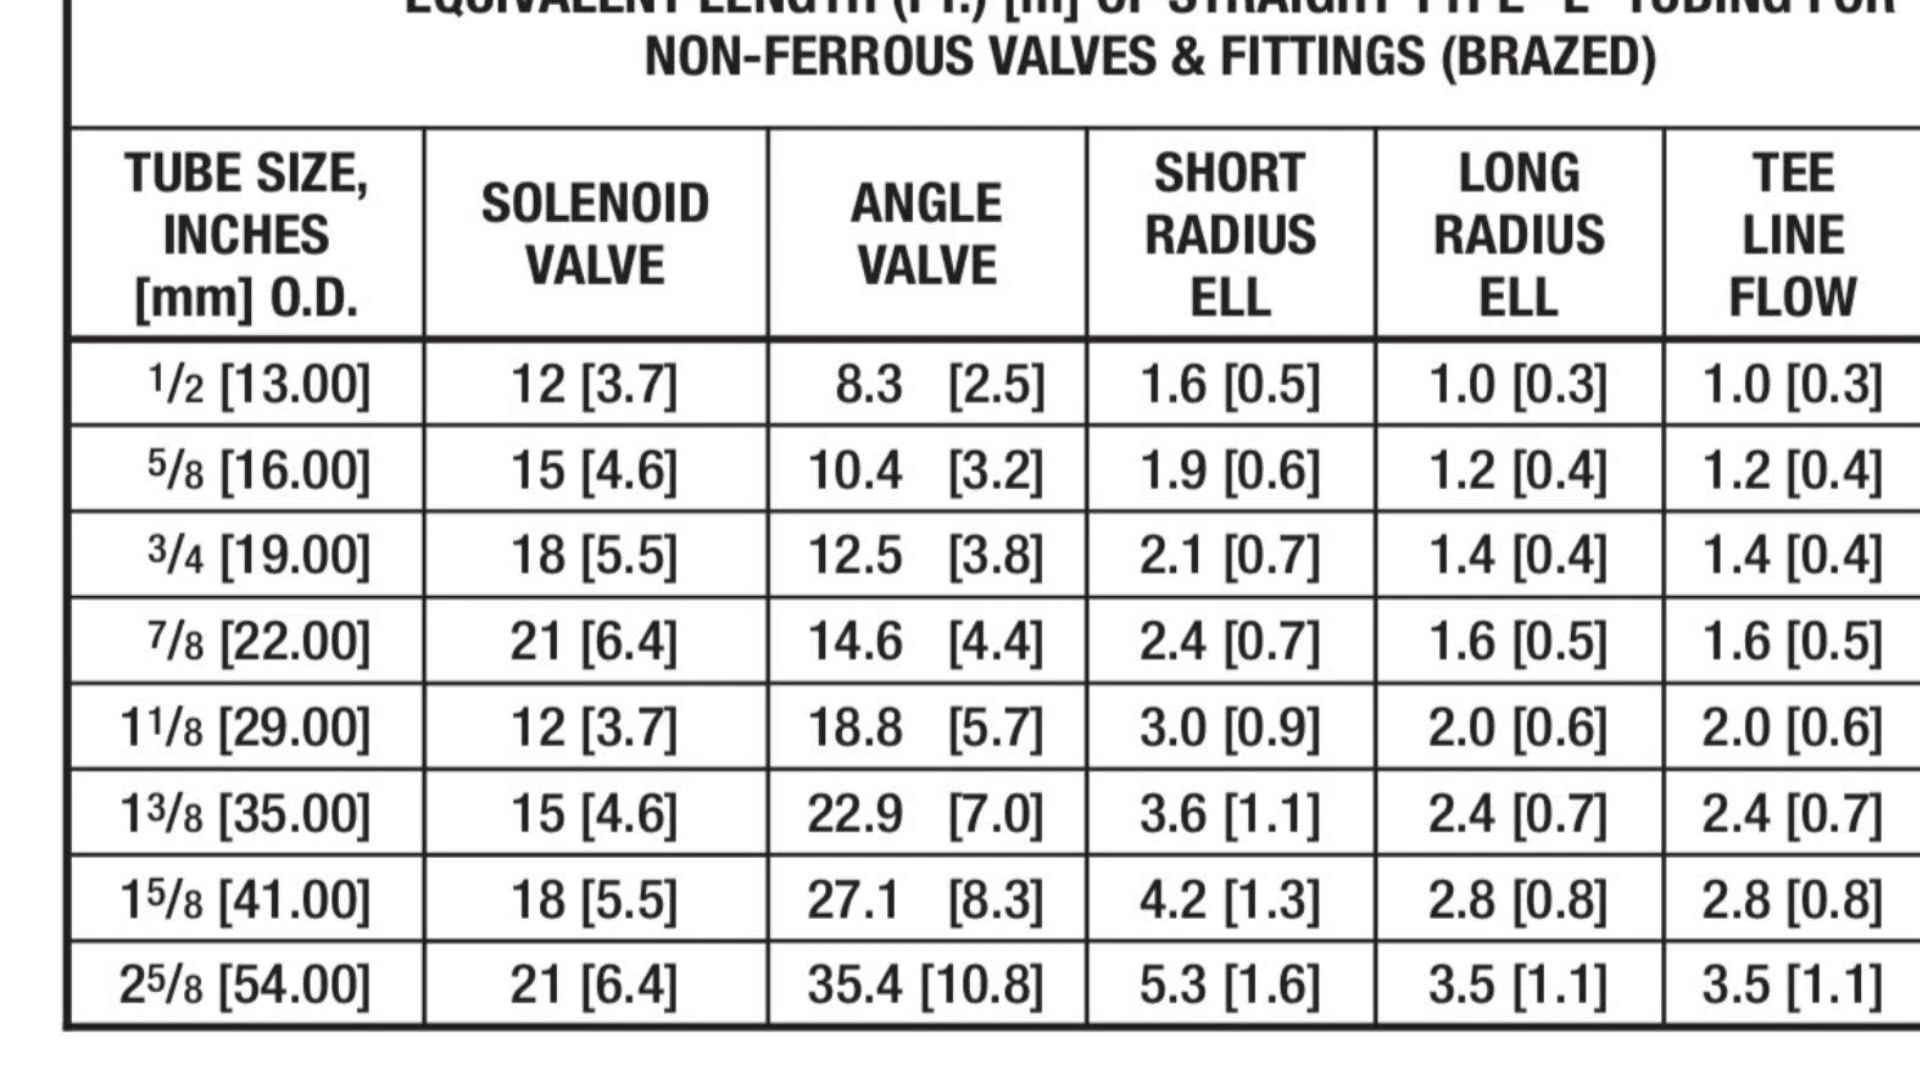 EQUIVALENT LENGTH (FT.) [m] OF STRAIGHT TYPE "L" TUBING FOR
NON-FERROUS VALVES & FITTINGS (BRAZED)
TUBE SIZE, INCHES [mm] O.D. SOLENOID VALVE ANGLE VALVE SHORT RADIUS ELL LONG RADIUS ELL TEE LINE FLOW
1/2 [13.00] 12 [3.7] 8.3 [2.5] 1.6 [0.5] 1.0 [0.3] 1.0 [0.3]
5/8 [16.00] 15 [4.6] 10.4 [3.2] 1.9 [0.6] 1.2 [0.4] 1.2 [0.4]
3/4 [19.00] 18 [5.5] 12.5 [3.8] 2.1 [0.7] 1.4 [0.4] 1.4 [0.4]
7/8 [22.00] 21 [6.4] 14.6 [4.4] 2.4 [0.7] 1.6 [0.5] 1.6 [0.5]
1 1/8 [29.00] 12 [3.7] 18.8 [5.7] 3.0 [0.9] 2.0 [0.6] 2.0 [0.6]
1 3/8 [35.00] 15 [4.6] 22.9 [7.0] 3.6 [1.1] 2.4 [0.7] 2.4 [0.7]
1 5/8 [41.00] 18 [5.5] 27.1 [8.3] 4.2 [1.3] 2.8 [0.8] 2.8 [0.8]
2 5/8 [54.00] 21 [6.4] 35.4 [10.8] 5.3 [1.6] 3.5 [1.1] 3.5 [1.1]